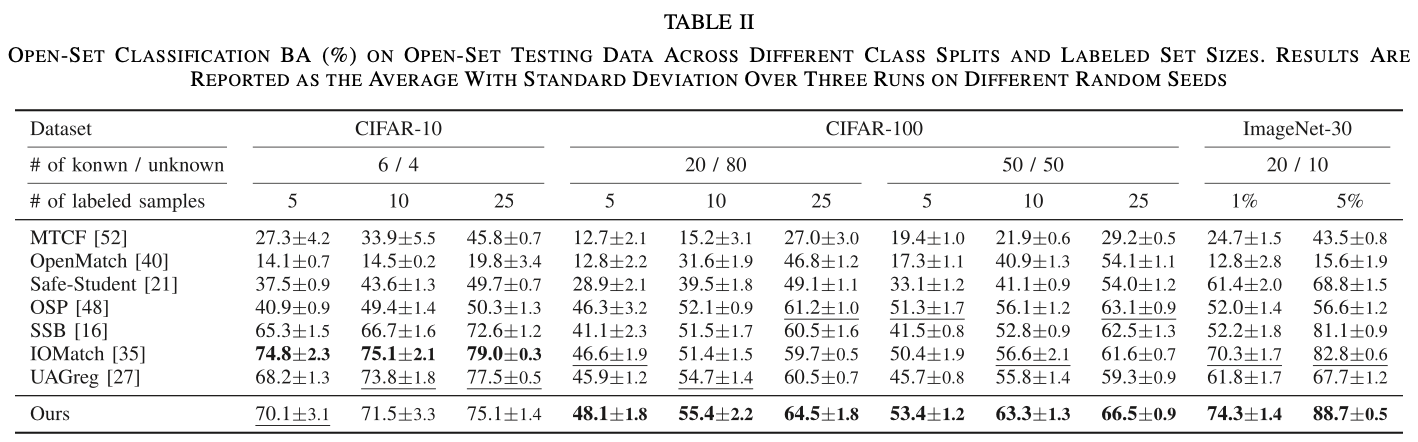 TABLE II
OPEN-SET CLASSIFICATION BA (%) ON OPEN-SET TESTING DATA ACROSS DIFFERENT CLASS SPLITS AND LABELED SET SIZES. RESULTS ARE
REPORTED AS THE AVERAGE WITH STANDARD DEVIATION OVER THREE RUNS ON DIFFERENT RANDOM SEEDS
Dataset CIFAR-10 CIFAR-100 ImageNet-30
# of konwn / unknown 6 / 4 20 / 80 50 / 50 20 / 10
# of labeled samples 5 10 25 5 10 25 5 10 25 1% 5%
MTCF [52] 27.3±4.2 33.9±5.5 45.8±0.7 12.7±2.1 15.2±3.1 27.0±3.0 19.4±1.0 21.9±0.6 29.2±0.5 24.7±1.5 43.5±0.8
OpenMatch [40] 14.1±0.7 14.5±0.2 19.8±3.4 12.8±2.2 31.6±1.9 46.8±1.2 17.3±1.1 40.9±1.3 54.1±1.1 12.8±2.8 15.6±1.9
Safe-Student [21] 37.5±0.9 43.6±1.3 49.7±0.7 28.9±2.1 39.5±1.8 49.1±1.1 33.1±1.2 41.1±0.9 54.0±1.2 61.4±2.0 68.8±1.5
OSP [48] 40.9±0.9 49.4±1.4 50.3±1.3 46.3±3.2 52.1±0.9 61.2±1.0 51.3±1.7 56.1±1.2 63.1±0.9 52.0±1.4 56.6±1.2
SSB [16] 65.3±1.5 66.7±1.6 72.6±1.2 41.1±2.3 51.5±1.7 60.5±1.6 41.5±0.8 52.8±0.9 62.5±1.3 52.2±1.8 81.1±0.9
IOMatch [35] 74.8±2.3 75.1±2.1 79.0±0.3 46.6±1.9 51.4±1.5 59.7±0.5 50.4±1.9 56.6±2.1 61.6±0.7 70.3±1.7 82.8±0.6
UAGreg [27] 68.2±1.3 73.8±1.8 77.5±0.5 45.9±1.2 54.7±1.4 60.5±0.7 45.7±0.8 55.8±1.4 59.3±0.9 61.8±1.7 67.7±1.2
Ours 70.1±3.1 71.5±3.3 75.1±1.4 48.1±1.8 55.4±2.2 64.5±1.8 53.4±1.2 63.3±1.3 66.5±0.9 74.3±1.4 88.7±0.5